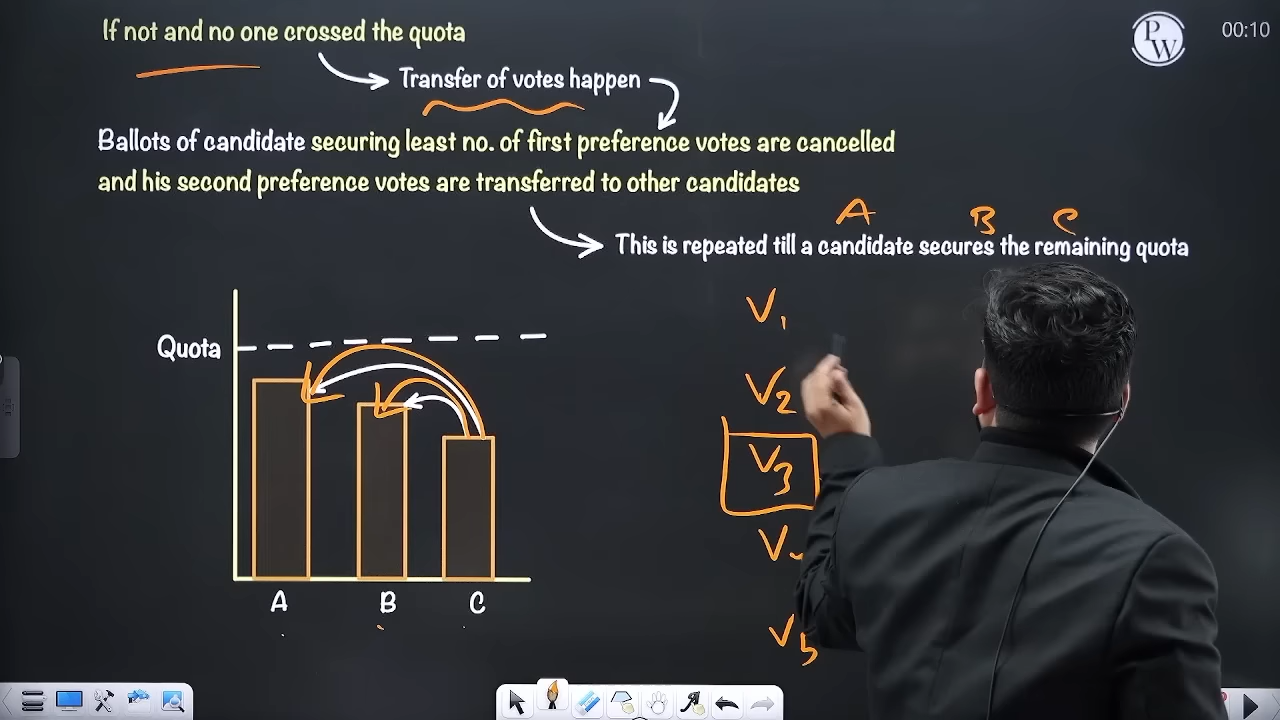 If not and no one crossed the quota
PW
00:10
Transfer of votes happen
Ballots of candidate securing least no. of first preference votes are cancelled
and his second preference votes are transferred to other candidates
A B C
This is repeated till a candidate secures the remaining quota
V1
Quota
V2
V3
V
V5
A B C